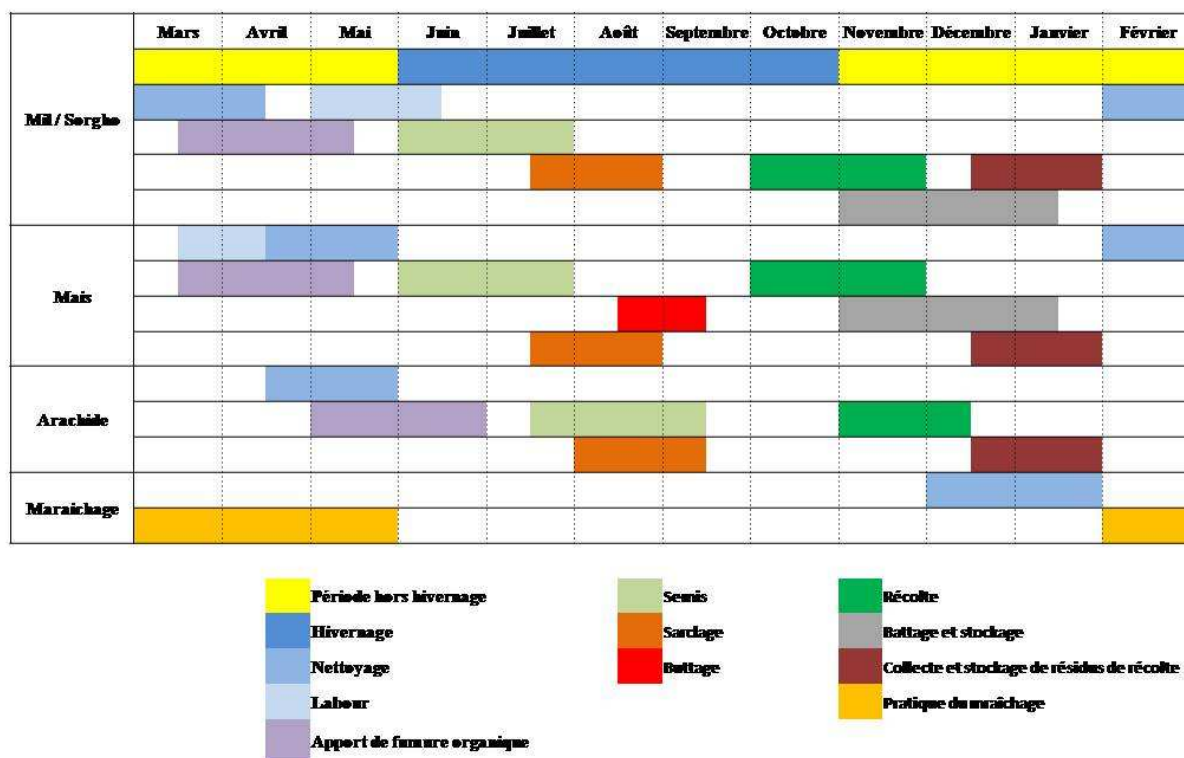 Mars Avril Mai Juin Juillet Août Septembre Octobre Novembre Décembre Janvier Février
Mil / Sorgho
Mais
Arachide
Maraichage
Période hors hivernage
Semis
Récolte
Hivernage
Sarclage
Battage et stockage
Nettoyage
Buttage
Collecte et stockage de résidus de récolte
Labour
Pratique du mraîchage
Apport de fumure organique